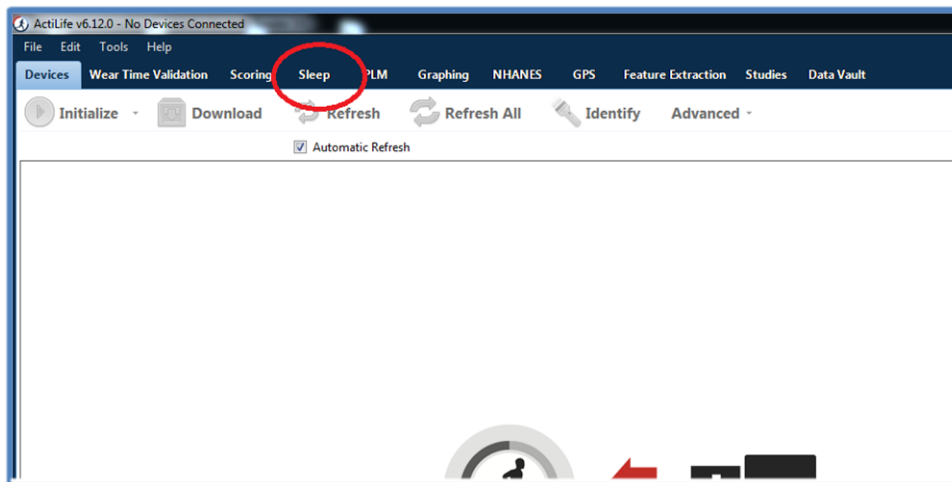 ActiLife v6.12.0 - No Devices Connected
File Edit Tools Help
Devices Wear Time Validation Scoring Sleep PLM Graphing NHANES GPS Feature Extraction Studies Data Vault
Initialize Download Refresh Refresh All Identify Advanced
Automatic Refresh